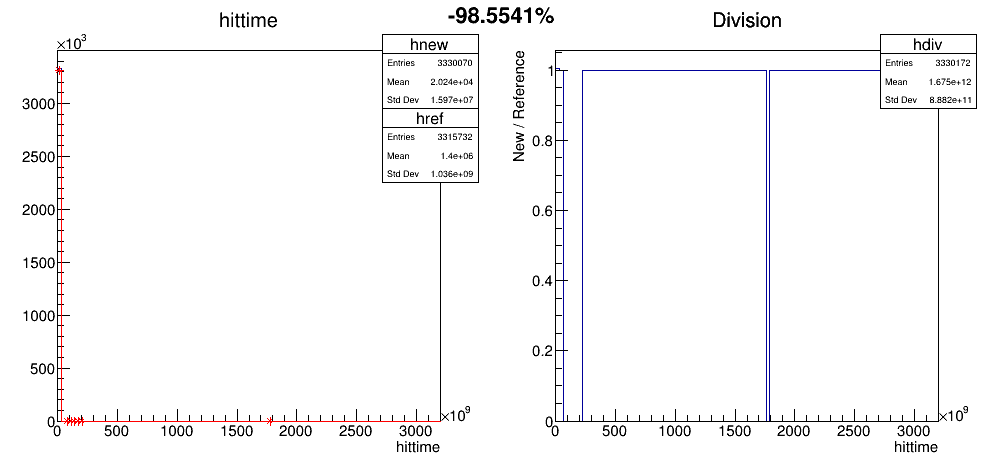 -98.5541%
hittime
×10³
hnew
Entries 3330070
Mean 2.024e+04
Std Dev 1.597e+07
href
Entries 3315732
Mean 1.4e+06
Std Dev 1.036e+09
3000
2500
2000
1500
1000
500
0
0 500 1000 1500 2000 2500 3000
×10⁹
hittime
Division
hdiv
Entries 3330172
Mean 1.675e+12
Std Dev 8.882e+11
New / Reference
1
0.8
0.6
0.4
0.2
0
0 500 1000 1500 2000 2500 3000
×10⁹
hittime